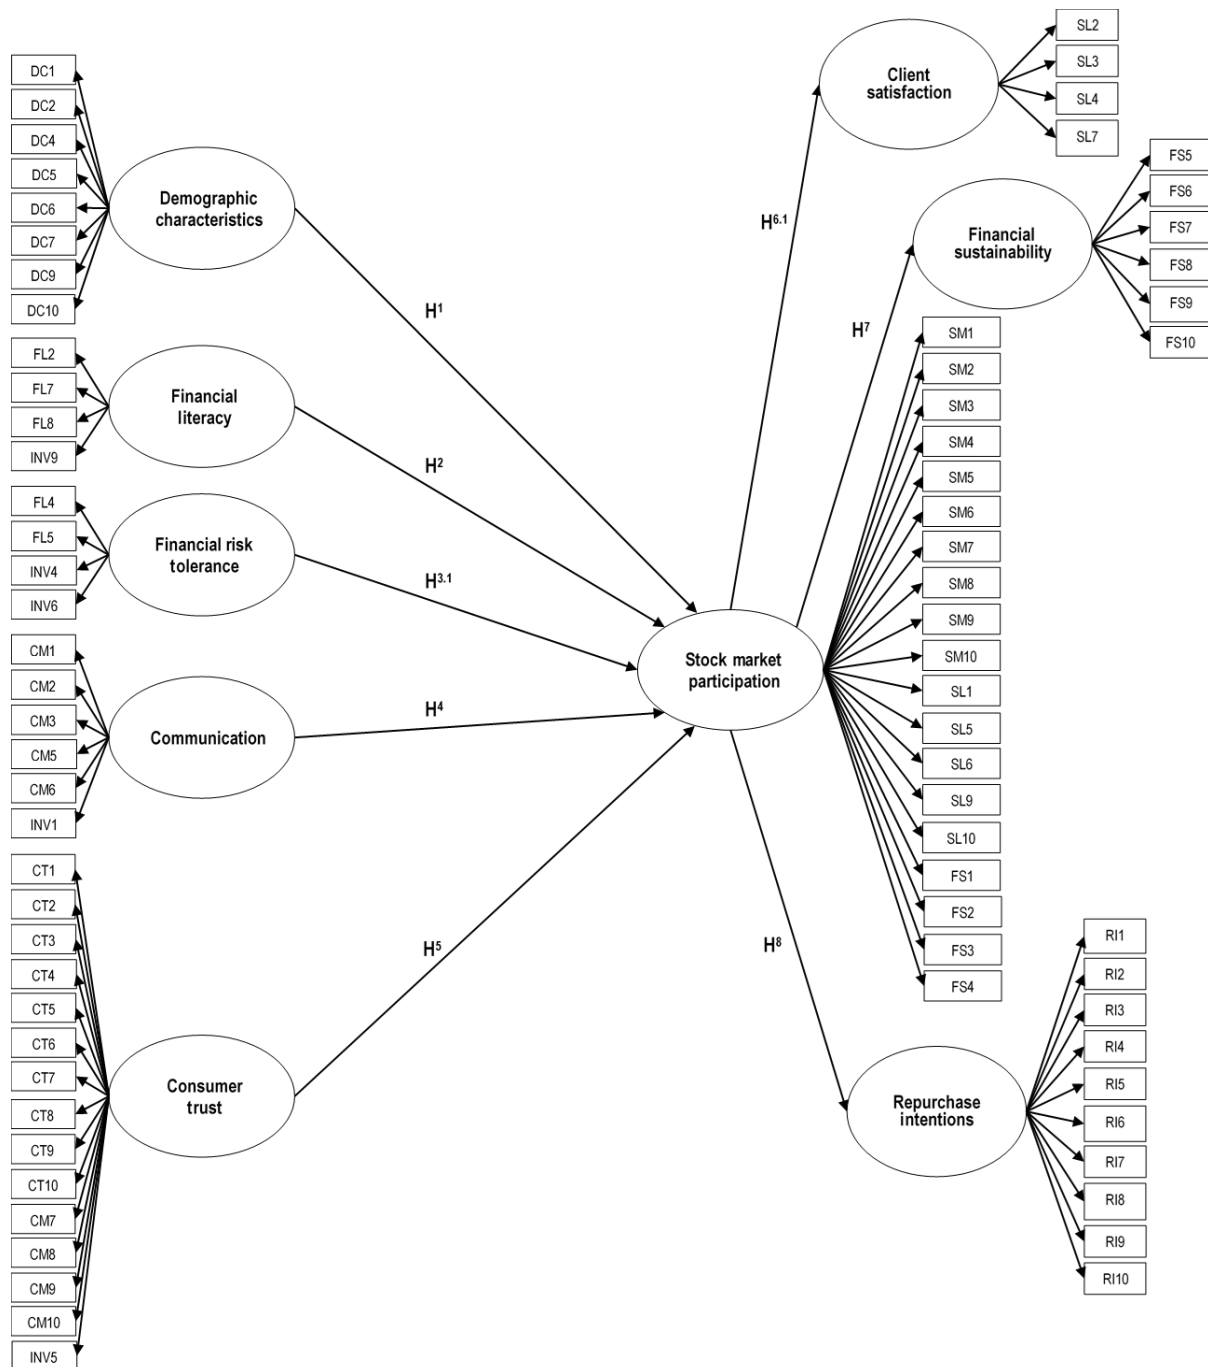 DC1
DC2
DC4
DC5
DC6
DC7
DC9
DC10
Demographic
characteristics
H1
FL2
FL7
FL8
INV9
Financial
literacy
H2
FL4
FL5
INV4
INV6
Financial risk
tolerance
H3.1
CM1
CM2
CM3
CM5
CM6
INV1
Communication
H4
CT1
CT2
CT3
CT4
CT5
CT6
CT7
CT8
CT9
CT10
CM7
CM8
CM9
CM10
INV5
Consumer
trust
H5
Stock market
participation
H6.1
Client
satisfaction
SL2
SL3
SL4
SL7
H7
Financial
sustainability
FS5
FS6
FS7
FS8
FS9
FS10
SM1
SM2
SM3
SM4
SM5
SM6
SM7
SM8
SM9
SM10
SL1
SL5
SL6
SL9
SL10
FS1
FS2
FS3
FS4
H8
Repurchase
intentions
RI1
RI2
RI3
RI4
RI5
RI6
RI7
RI8
RI9
RI10